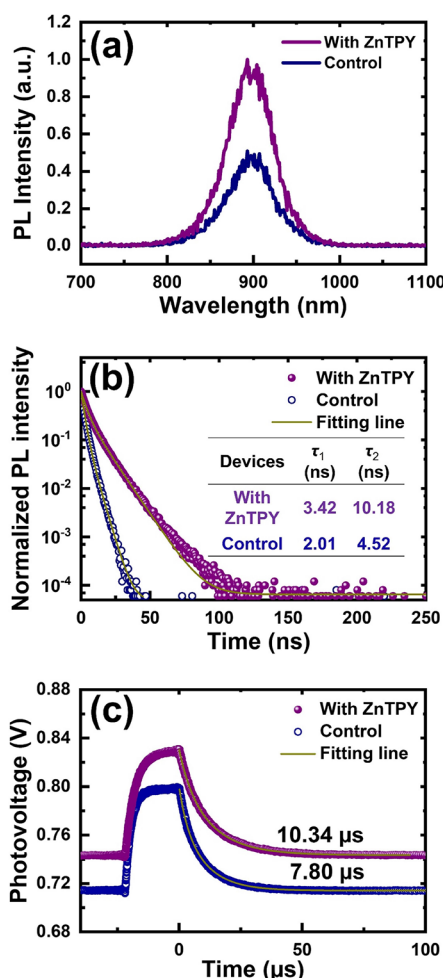 (a)
With ZnTPY
Control
PL Intensity (a.u.)
1.0
0.8
0.6
0.4
0.2
0.0
700 800 900 1000 1100
Wavelength (nm)
(b)
With ZnTPY
Control
Fitting line
Normalized PL intensity
10⁰
10⁻¹
10⁻²
10⁻³
10⁻⁴
Devices τ₁ (ns) τ₂ (ns)
With ZnTPY 3.42 10.18
Control 2.01 4.52
0 50 100 150 200 250
Time (ns)
(c)
With ZnTPY
Control
Fitting line
Photovoltage (V)
0.88
0.84
0.80
0.76
0.72
0.68
10.34 µs
7.80 µs
0 50 100
Time (µs)